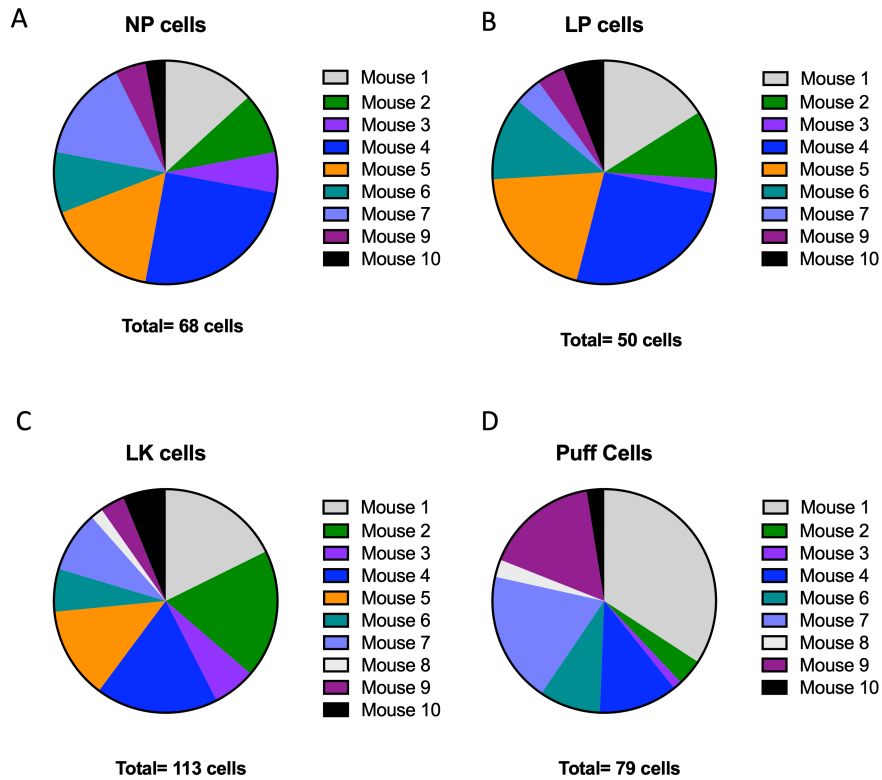 A
NP cells
Mouse 1
Mouse 2
Mouse 3
Mouse 4
Mouse 5
Mouse 6
Mouse 7
Mouse 9
Mouse 10
Total= 68 cells
B
LP cells
Mouse 1
Mouse 2
Mouse 3
Mouse 4
Mouse 5
Mouse 6
Mouse 7
Mouse 9
Mouse 10
Total= 50 cells
C
LK cells
Mouse 1
Mouse 2
Mouse 3
Mouse 4
Mouse 5
Mouse 6
Mouse 7
Mouse 8
Mouse 9
Mouse 10
Total= 113 cells
D
Puff Cells
Mouse 1
Mouse 2
Mouse 3
Mouse 4
Mouse 6
Mouse 7
Mouse 8
Mouse 9
Mouse 10
Total= 79 cells